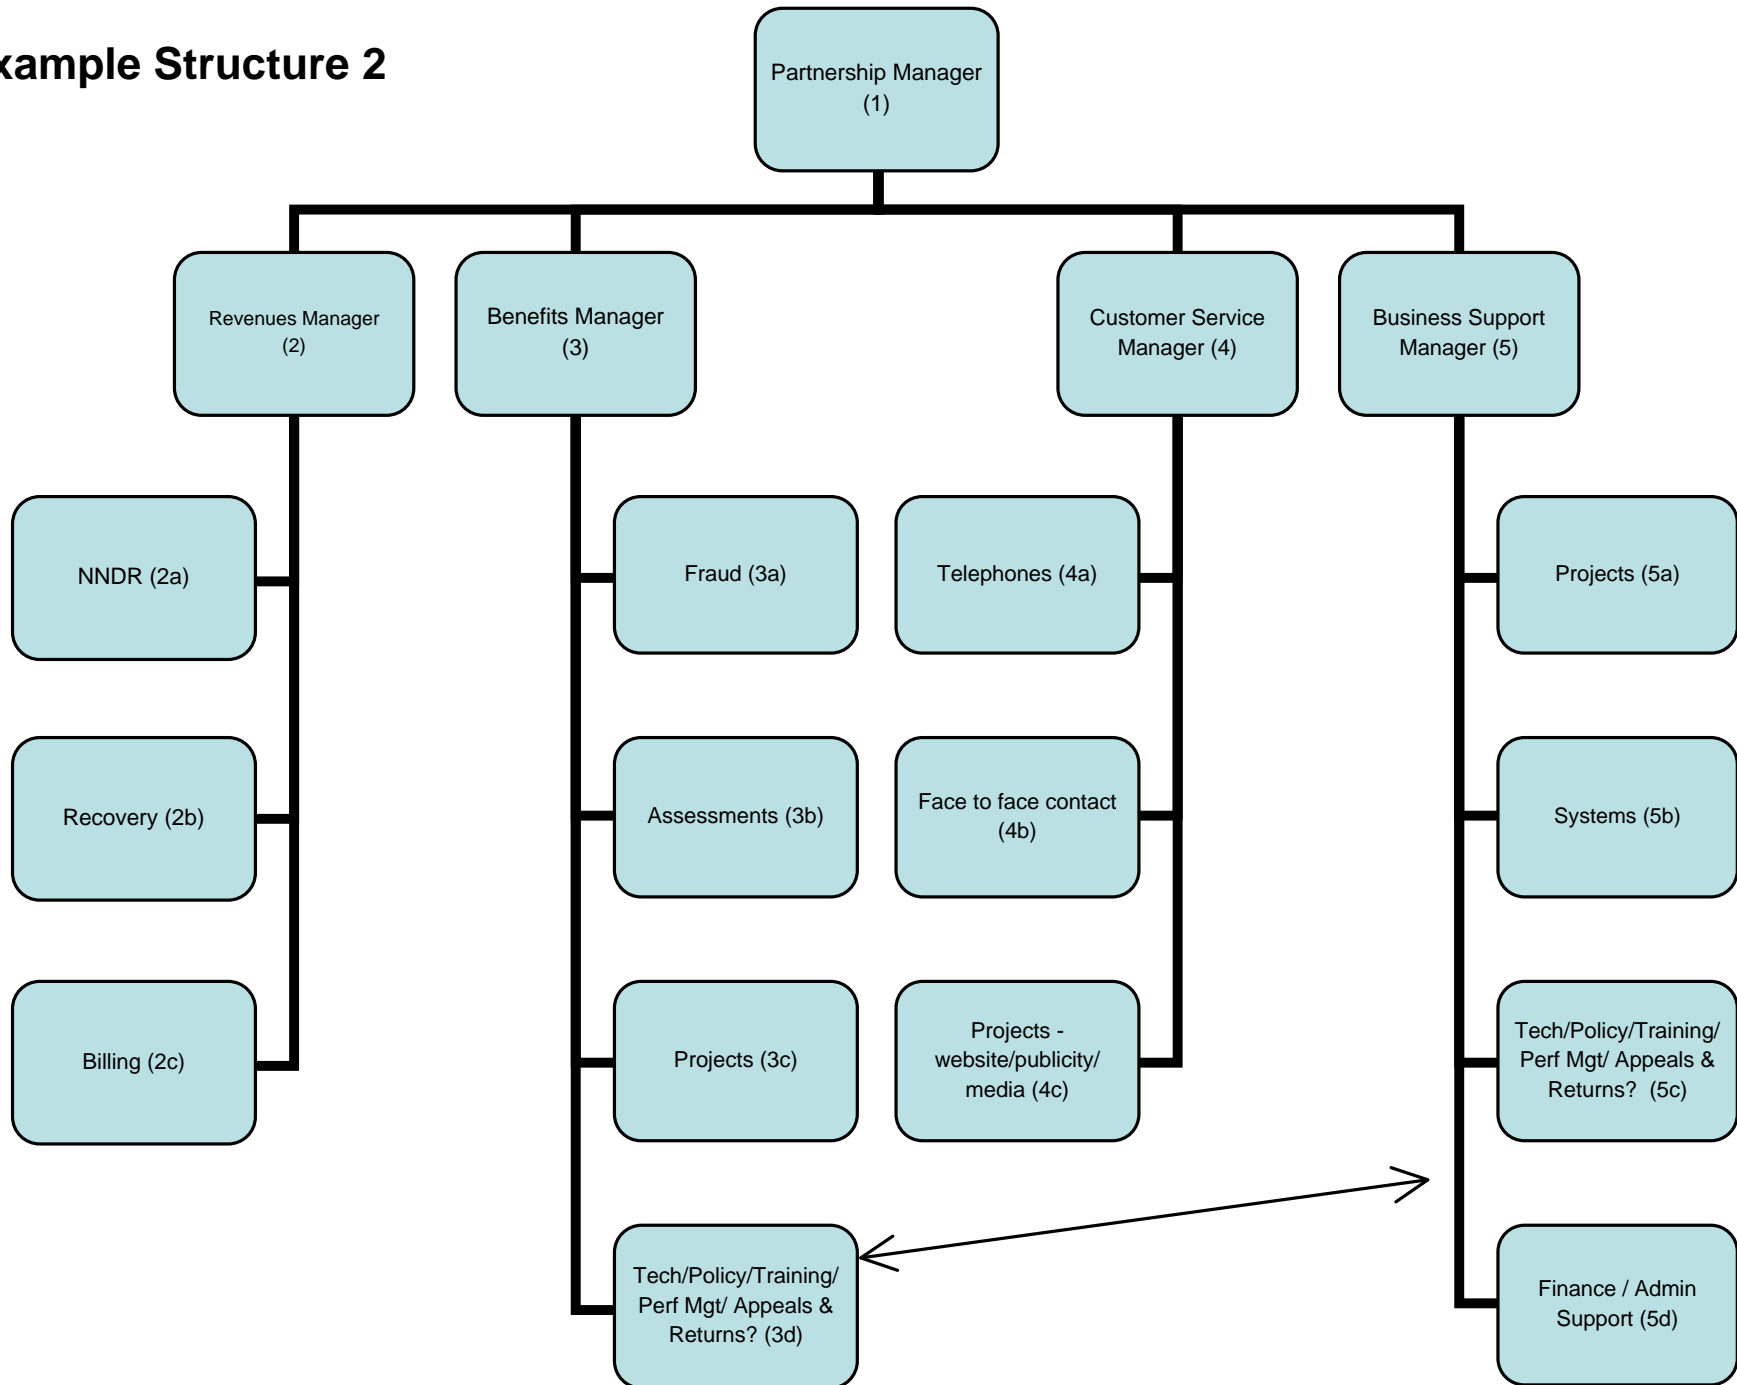 xample Structure 2
Partnership Manager
(1)
Revenues Manager
(2)
Benefits Manager
(3)
Customer Service
Manager (4)
Business Support
Manager (5)
NNDR (2a)
Fraud (3a)
Telephones (4a)
Projects (5a)
Recovery (2b)
Assessments (3b)
Face to face contact
(4b)
Systems (5b)
Billing (2c)
Projects (3c)
Projects -
website/publicity/
media (4c)
Tech/Policy/Training/
Perf Mgt/ Appeals &
Returns?  (5c)
Tech/Policy/Training/
Perf Mgt/ Appeals &
Returns? (3d)
Finance / Admin
Support (5d)